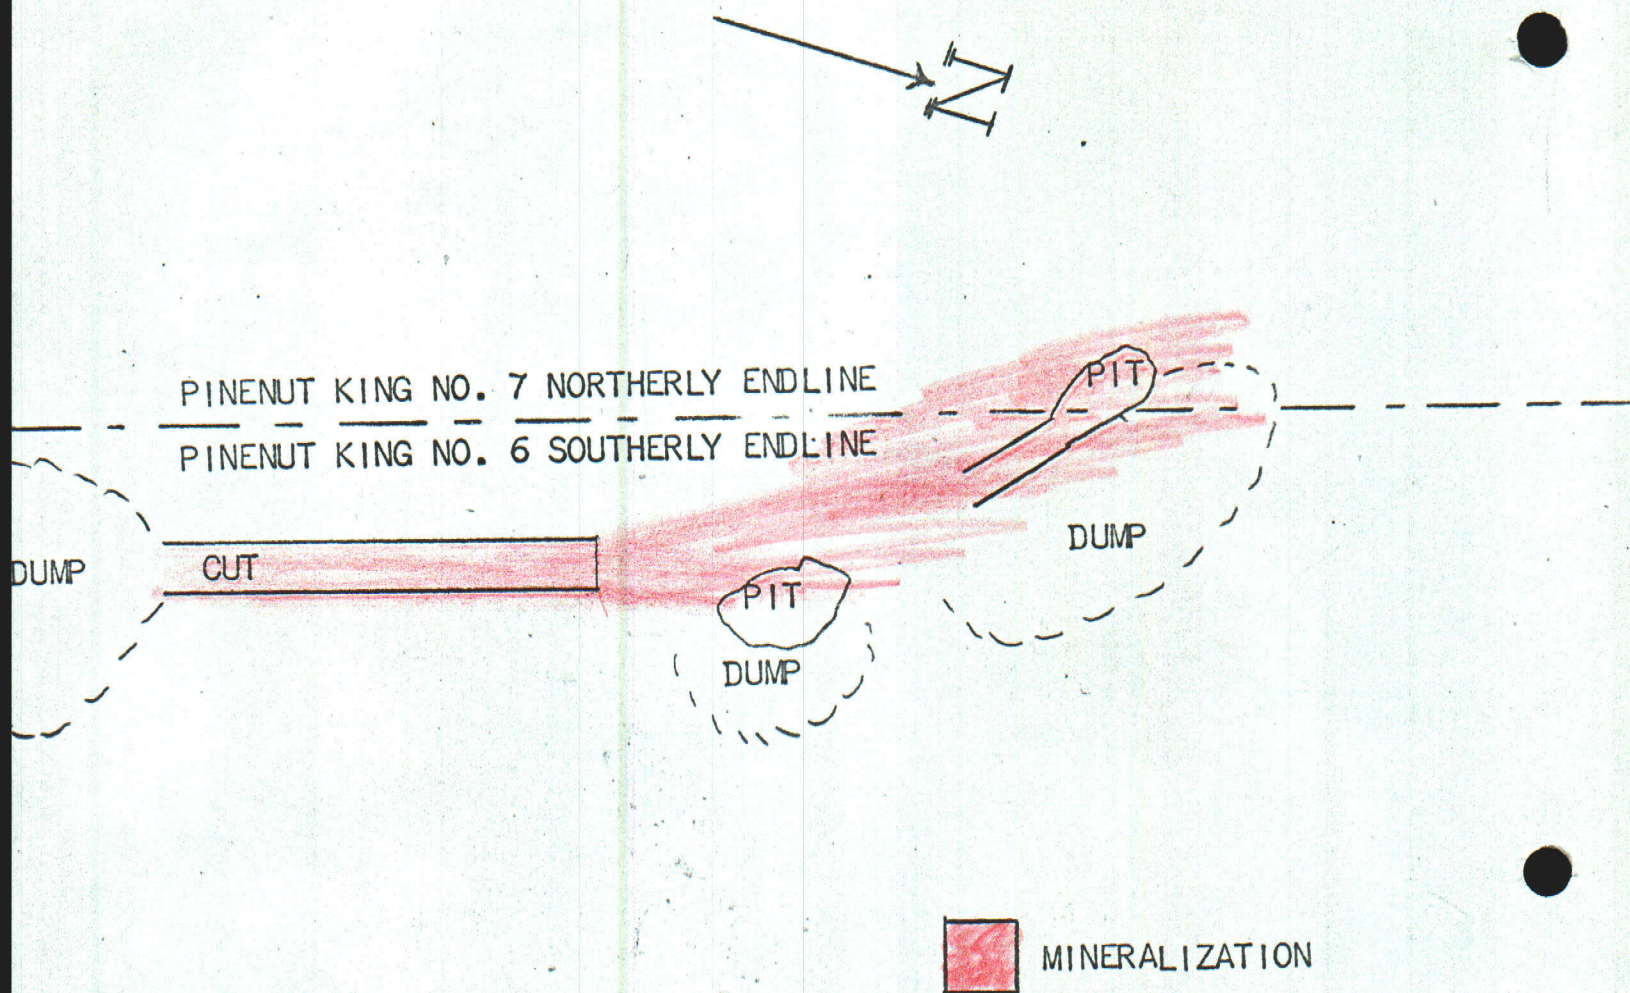 N
PINENUT KING NO. 7 NORTHERLY ENDLINE
PINENUT KING NO. 6 SOUTHERLY ENDLINE
PIT
DUMP
CUT
DUMP
PIT
DUMP
MINERALIZATION